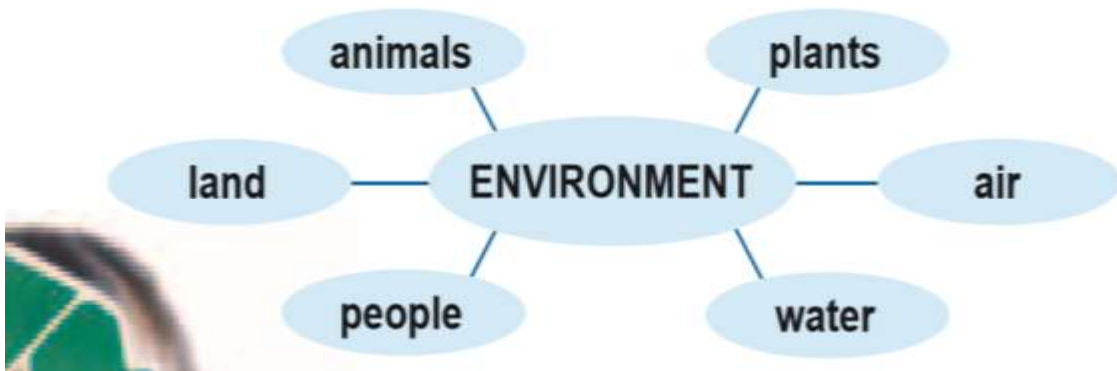 animals
plants
land
ENVIRONMENT
air
people
water